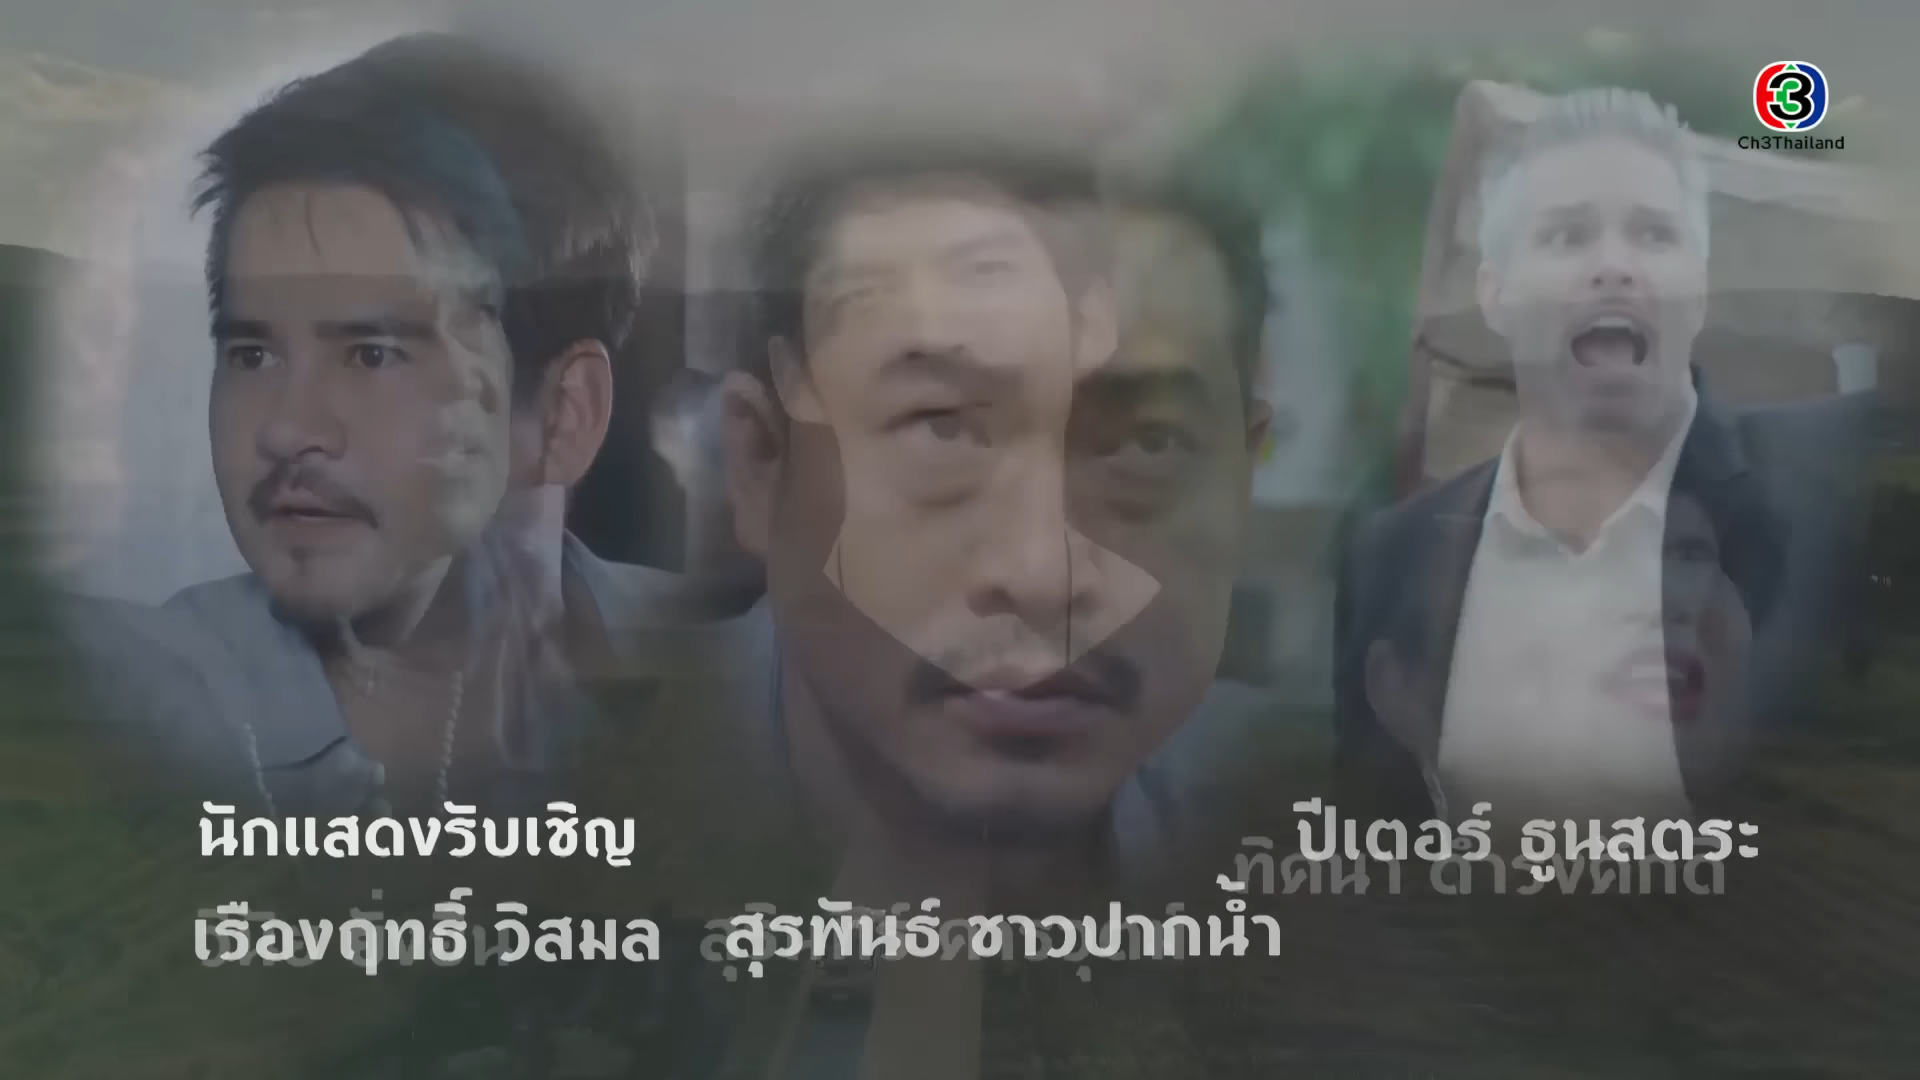 Ch3Thailand
นักแสดงรับเชิญ
ปีเตอร์ ธูนสตระ
เรืองฤทธิ์ วิสมล สุรพันธ์ ชาวปากน้ำ